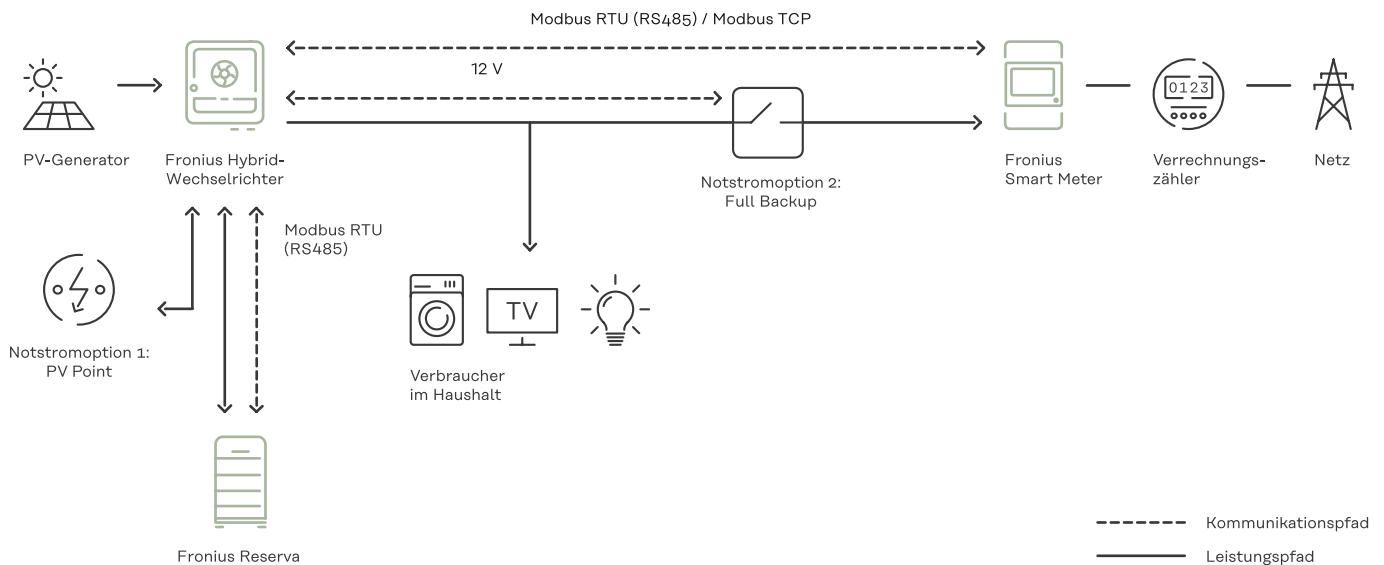 Modbus RTU (RS485) / Modbus TCP
12 V
0123
PV-Generator
Fronius Hybrid-
Wechselrichter
Notstromoption 2:
Full Backup
Fronius
Smart Meter
Verrechnungs-
zähler
Netz
Modbus RTU
(RS485)
TV
Notstromoption 1:
PV Point
Verbraucher
im Haushalt
Fronius Reserva
Kommunikationspfad
Leistungspfad